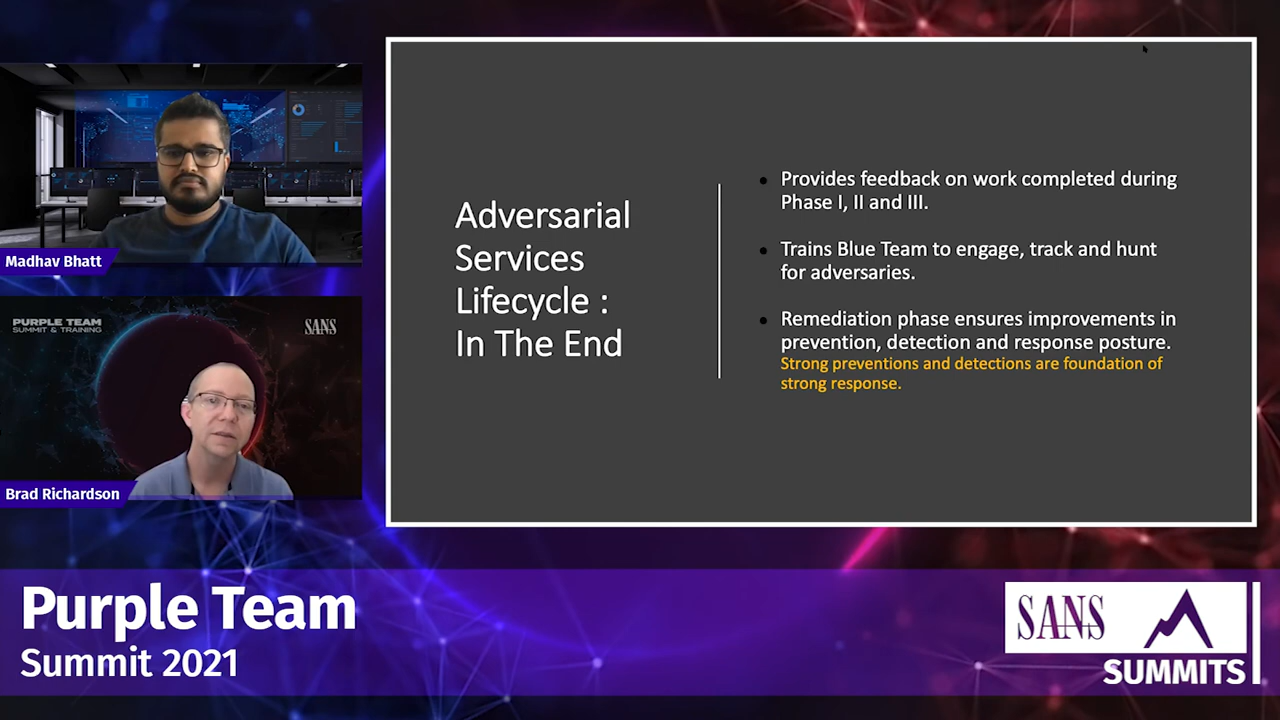 Madhav Bhatt
PURPLE TEAM
SUMMIT & TRAINING
SANS
Brad Richardson
Adversarial
Services
Lifecycle :
In The End
Provides feedback on work completed during
Phase I, II and III.
Trains Blue Team to engage, track and hunt
for adversaries.
Remediation phase ensures improvements in
prevention, detection and response posture.
Strong preventions and detections are foundation of
strong response.
Purple Team
Summit 2021
SANS
SUMMITS